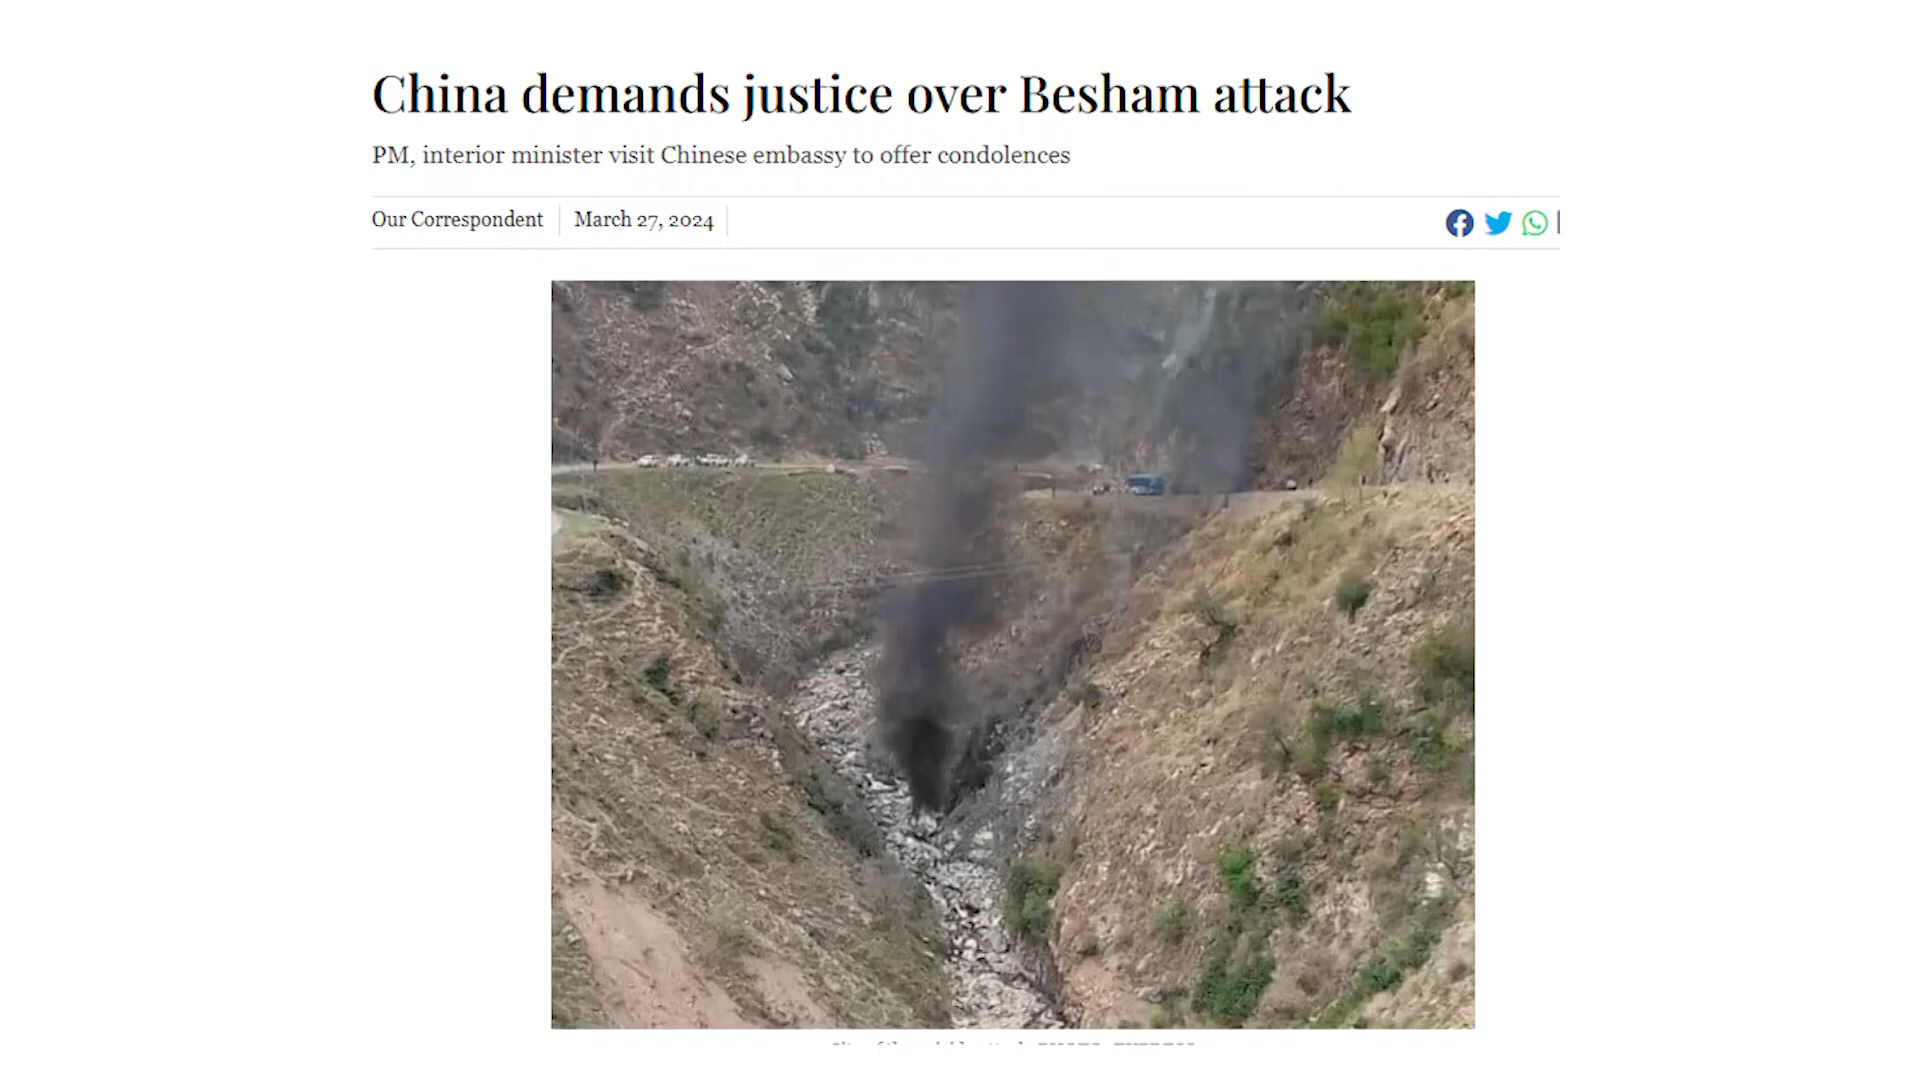 China demands justice over Besham attack
PM, interior minister visit Chinese embassy to offer condolences
Our Correspondent
March 27, 2024